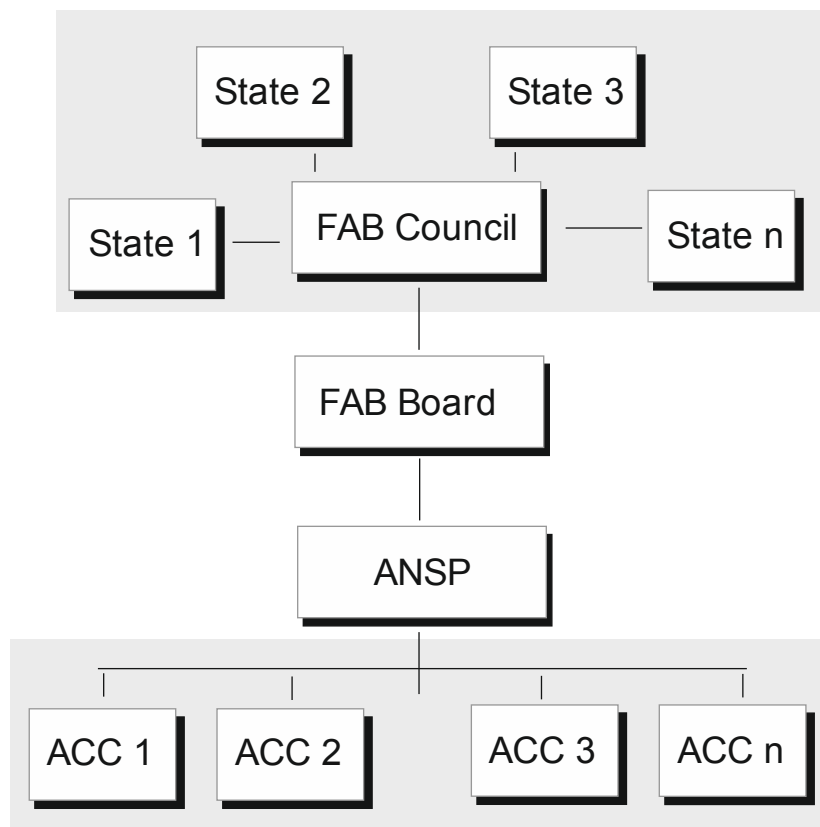 State 2
State 3
State 1
FAB Council
State n
FAB Board
ANSP
ACC 1
ACC 2
ACC 3
ACC n